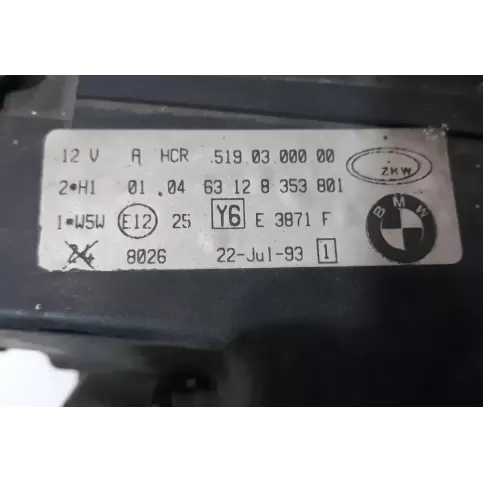 12 V A HCR .519.03.000.00 ZKW
2*H1 01.04 63 12 8 353 801 BMW
1*W5W E12 25 Y6 E 3871 F
24 8026 22-Jul-93 1